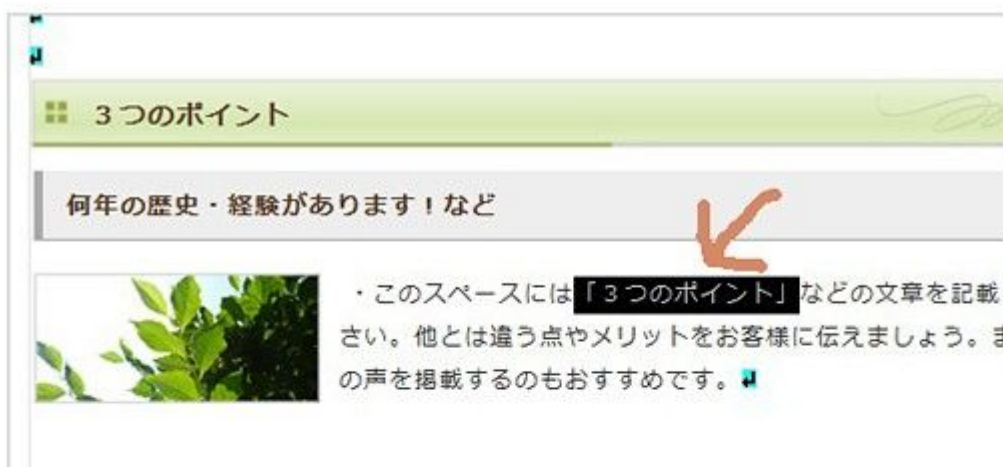 3つのポイント
何年の歴史・経験があります!など
・このスペースには「3つのポイント」などの文章を記載
さい。他とは違う点やメリットをお客様に伝えましょう。ま
の声を掲載するのもおすすめです。